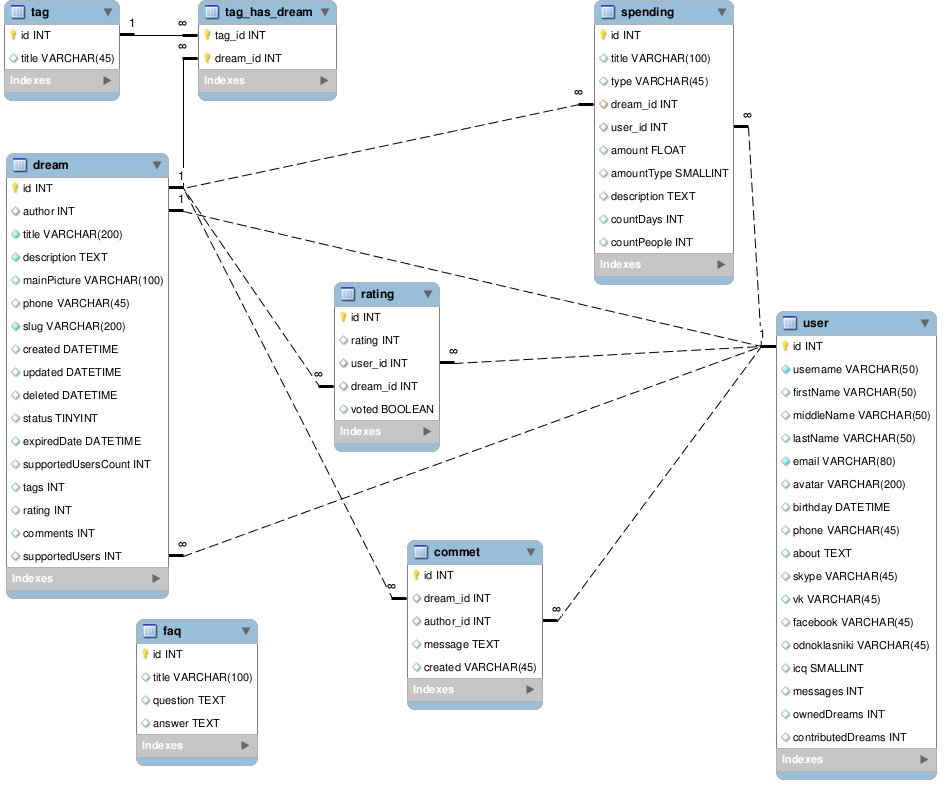 tag
id INT
title VARCHAR(45)
Indexes
1
∞
∞
tag_has_dream
tag_id INT
dream_id INT
Indexes
spending
id INT
title VARCHAR(100)
type VARCHAR(45)
dream_id INT
user_id INT
amount FLOAT
amountType SMALLINT
description TEXT
countDays INT
countPeople INT
Indexes
∞
∞
dream
id INT
author INT
title VARCHAR(200)
description TEXT
mainPicture VARCHAR(100)
phone VARCHAR(45)
slug VARCHAR(200)
created DATETIME
updated DATETIME
deleted DATETIME
status TINYINT
expiredDate DATETIME
supportedUsersCount INT
tags INT
rating INT
comments INT
supportedUsers INT
Indexes
1
1
∞
rating
id INT
rating INT
user_id INT
dream_id INT
voted BOOLEAN
Indexes
∞
∞
user
id INT
username VARCHAR(50)
firstName VARCHAR(50)
middleName VARCHAR(50)
lastName VARCHAR(50)
email VARCHAR(80)
avatar VARCHAR(200)
birthday DATETIME
phone VARCHAR(45)
about TEXT
skype VARCHAR(45)
vk VARCHAR(45)
facebook VARCHAR(45)
odnoklasniki VARCHAR(45)
icq SMALLINT
messages INT
ownedDreams INT
contributedDreams INT
Indexes
1
commet
id INT
dream_id INT
author_id INT
message TEXT
created VARCHAR(45)
Indexes
∞
∞
faq
id INT
title VARCHAR(100)
question TEXT
answer TEXT
Indexes